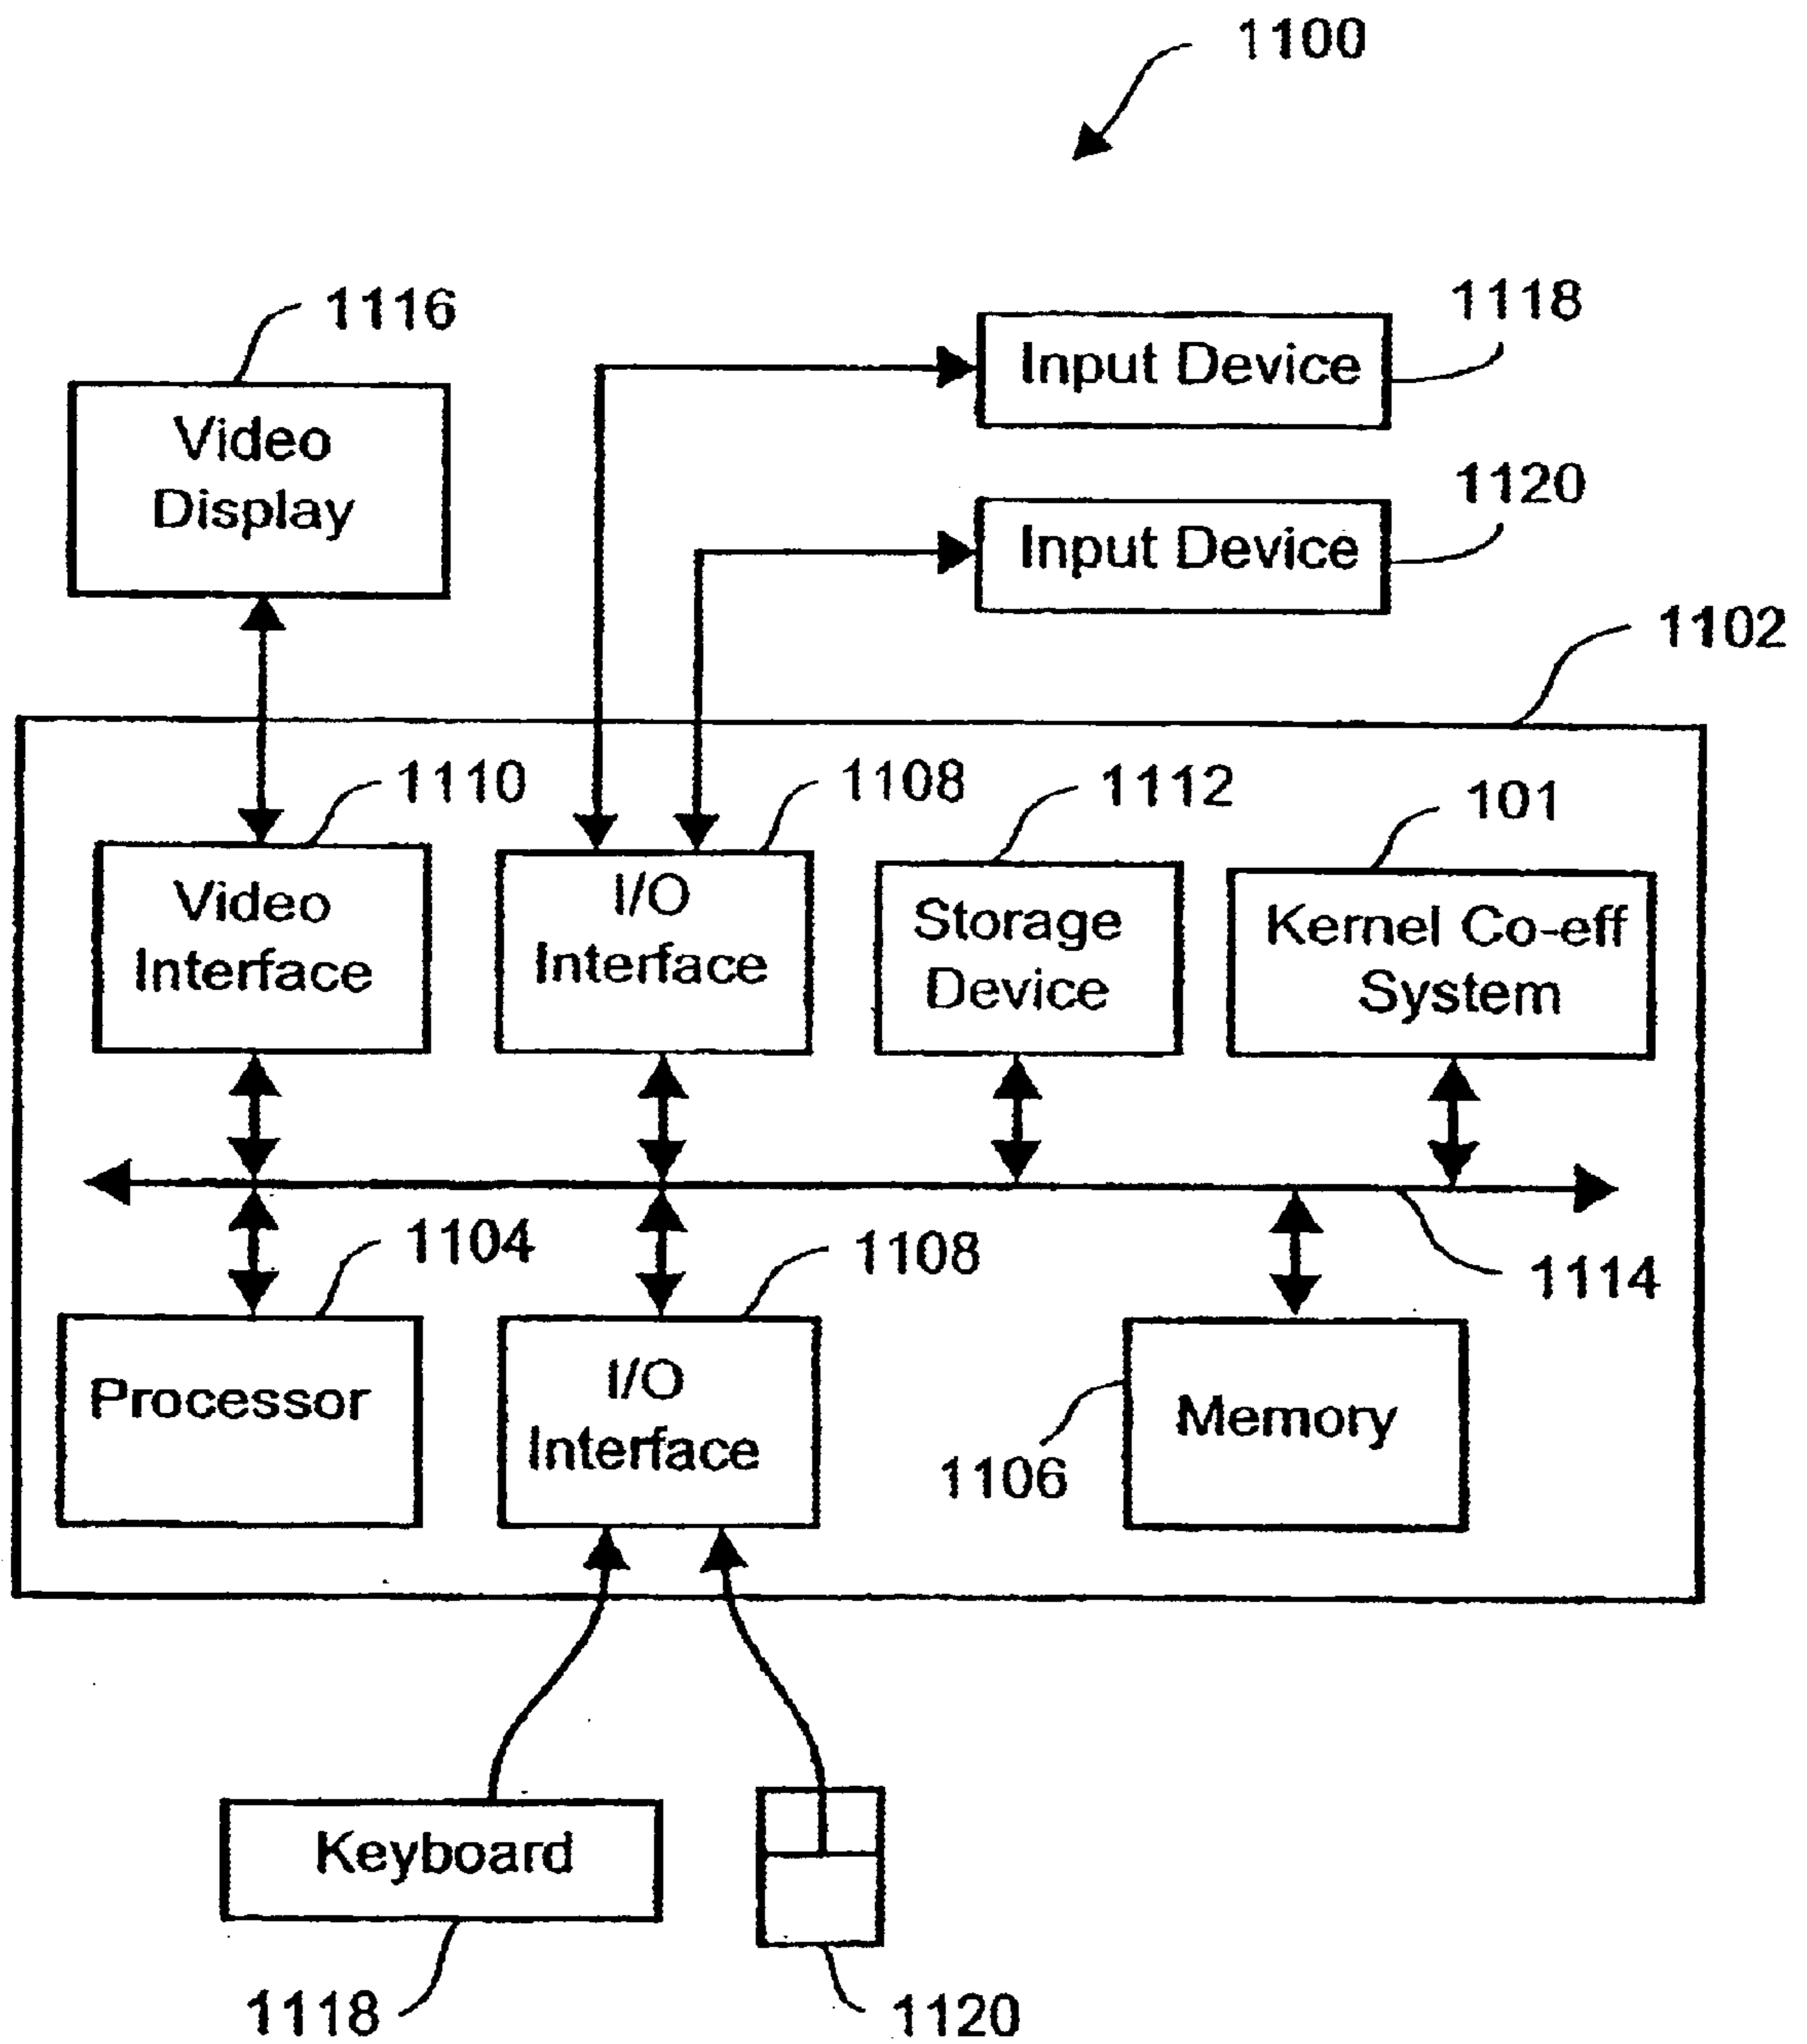 1100
1116
1118
Input Device
Video
Display
1120
Input Device
1102
1110
1108
1112
101
Video
Interface
I/O
Interface
Storage
Device
Kernel Co-eff
System
1104
1108
1114
Processor
I/O
Interface
1106
Memory
Keyboard
1118
1120